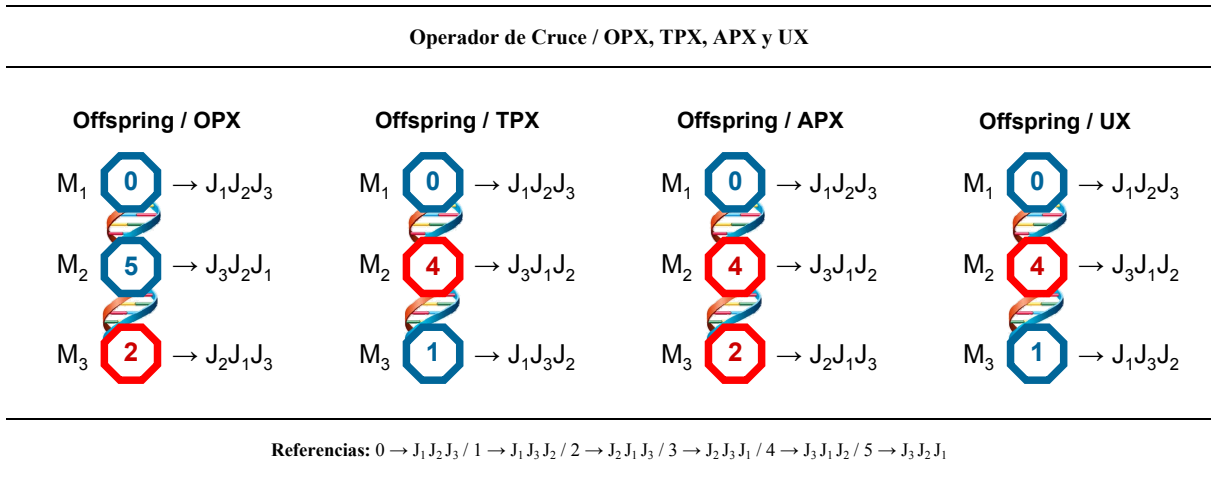 Operador de Cruce / OPX, TPX, APX y UX
Offspring / OPX Offspring / TPX Offspring / APX Offspring / UX
M₁ 0 → J₁J₂J₃ M₁ 0 → J₁J₂J₃ M₁ 0 → J₁J₂J₃ M₁ 0 → J₁J₂J₃
M₂ 5 → J₃J₂J₁ M₂ 4 → J₃J₁J₂ M₂ 4 → J₃J₁J₂ M₂ 4 → J₃J₁J₂
M₃ 2 → J₂J₁J₃ M₃ 1 → J₁J₃J₂ M₃ 2 → J₂J₁J₃ M₃ 1 → J₁J₃J₂
Referencias: 0 → J₁J₂J₃ / 1 → J₁J₃J₂ / 2 → J₂J₁J₃ / 3 → J₂J₃J₁ / 4 → J₃J₁J₂ / 5 → J₃J₂J₁